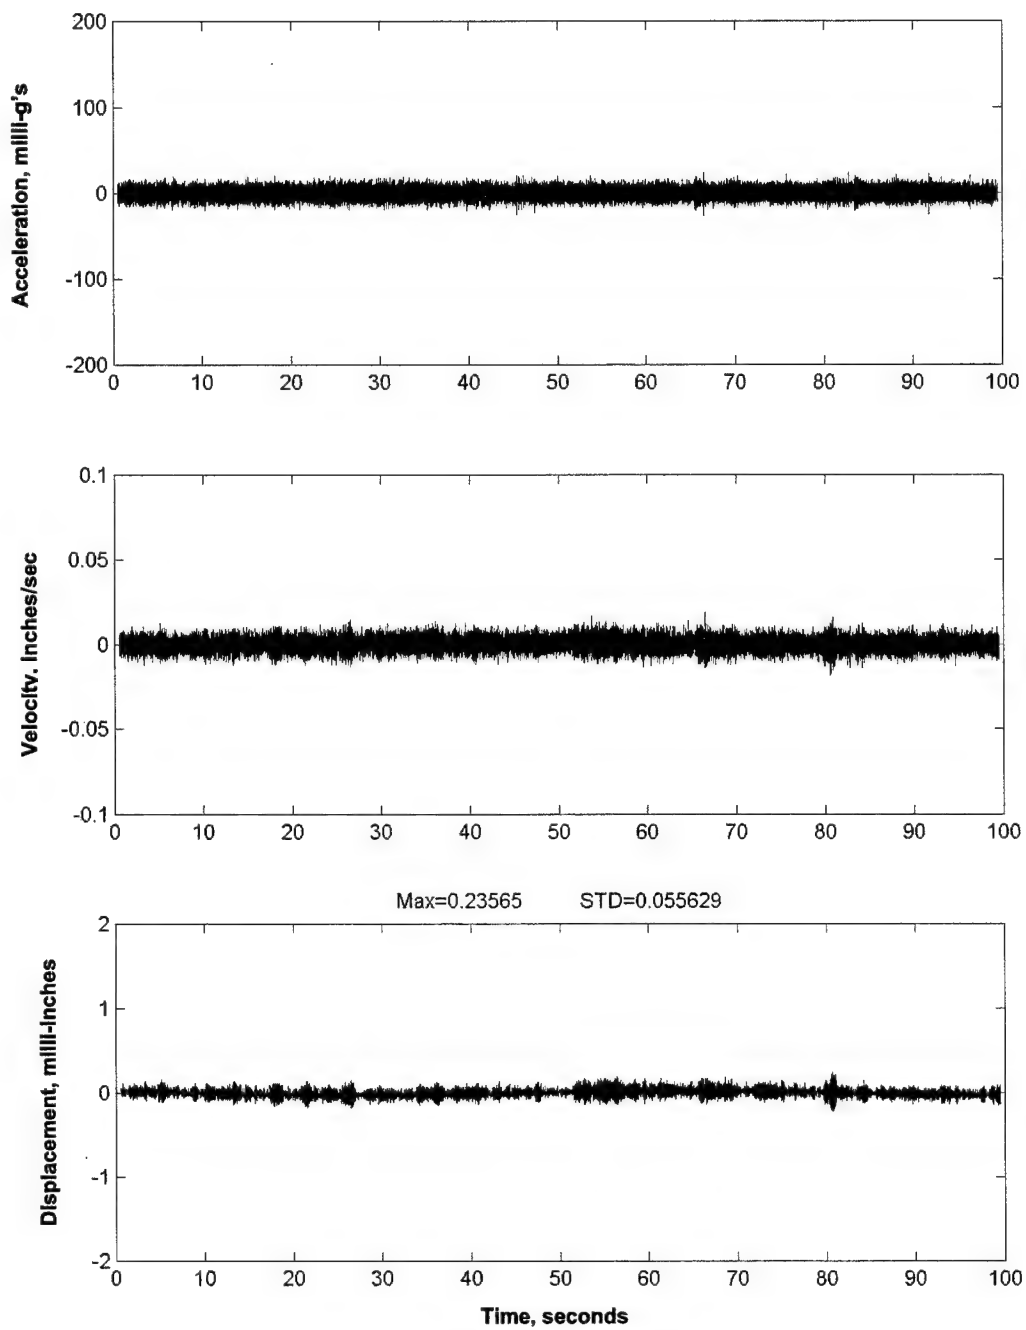 Acceleration, milli-g's
200
100
0
-100
-200
0 10 20 30 40 50 60 70 80 90 100
Velocity. Inches/sec
0.1
0.05
0
-0.05
-0.1
0 10 20 30 40 50 60 70 80 90 100
Max=0.23565 STD=0.055629
Displacement, milli-Inches
2
1
0
-1
-2
0 10 20 30 40 50 60 70 80 90 100
Time, seconds